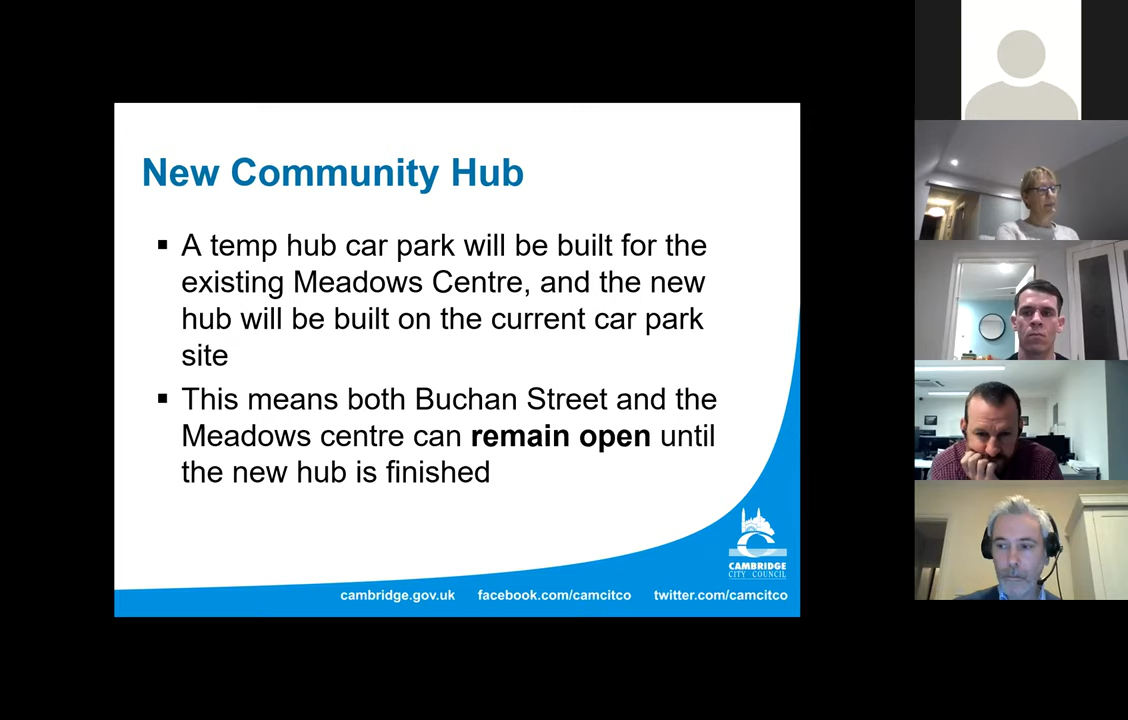 New Community Hub
▪ A temp hub car park will be built for the
existing Meadows Centre, and the new
hub will be built on the current car park
site
▪ This means both Buchan Street and the
Meadows centre can remain open until
the new hub is finished
CAMBRIDGE
CITY COUNCIL
cambridge.gov.uk facebook.com/camcitco twitter.com/camcitco